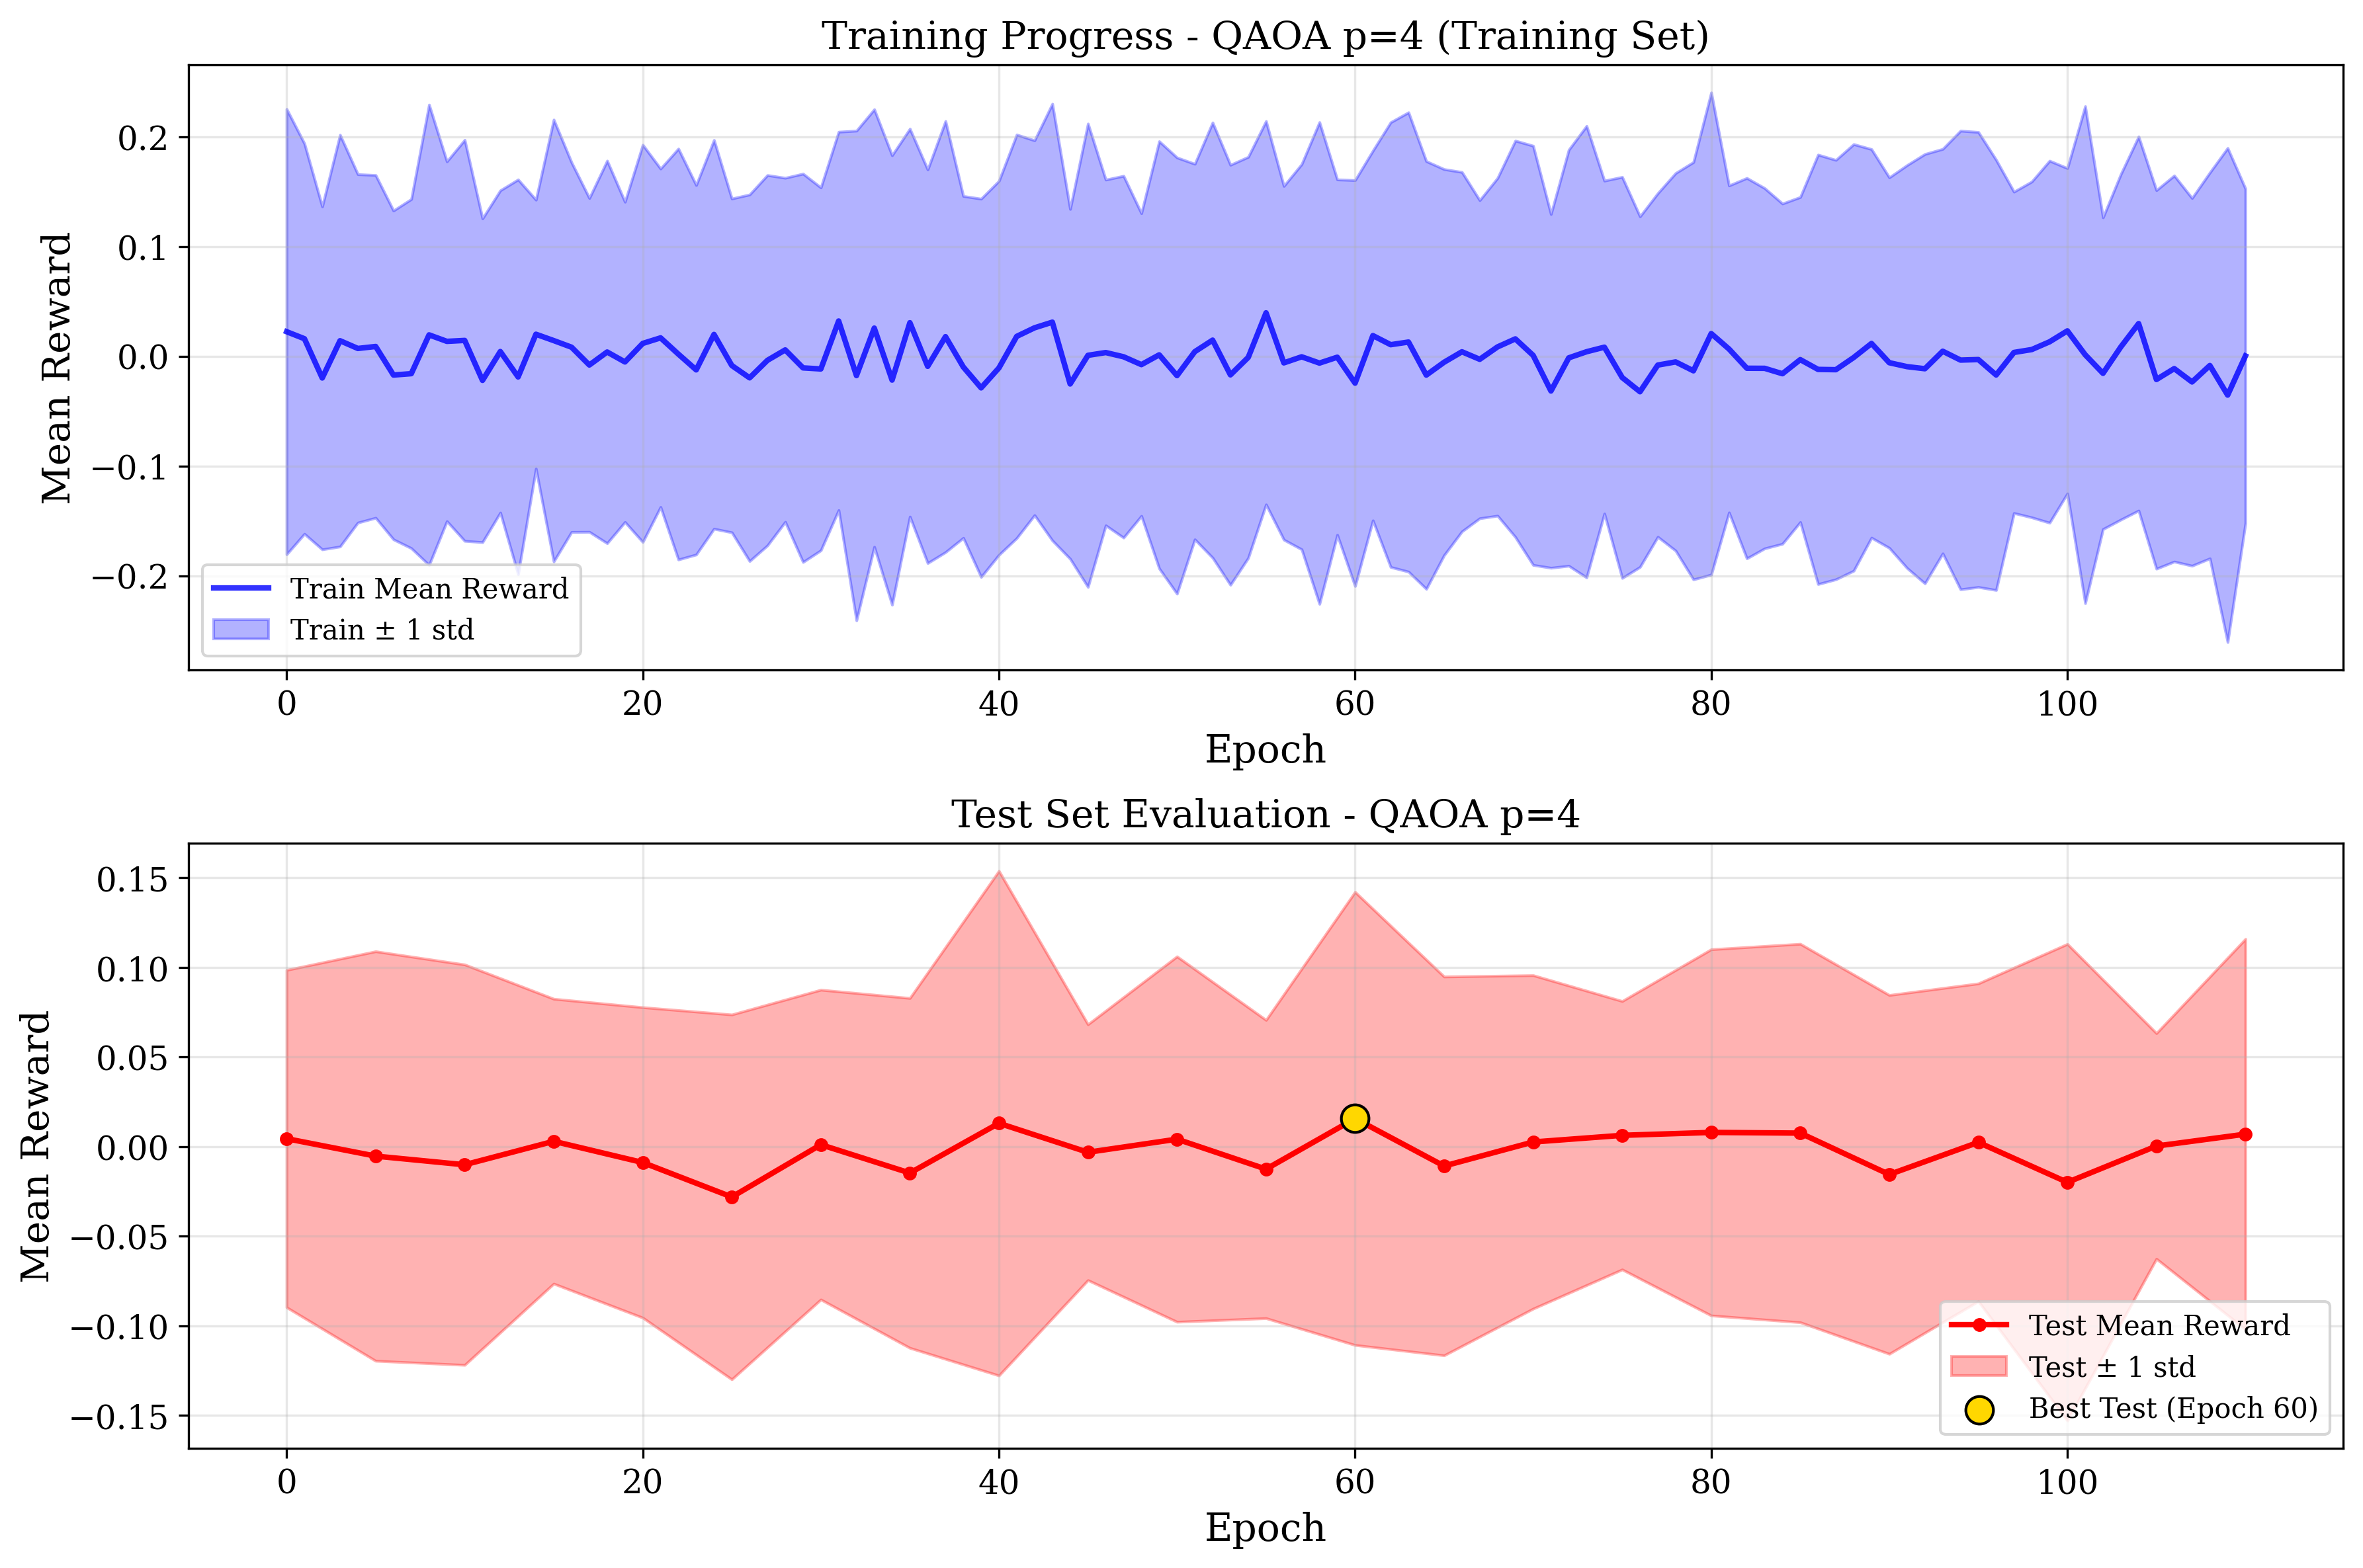 Training Progress - QAOA p=4 (Training Set)
Mean Reward
0.2
0.1
0.0
−0.1
−0.2
Train Mean Reward
Train ± 1 std
0 20 40 60 80 100
Epoch
Test Set Evaluation - QAOA p=4
Mean Reward
0.15
0.10
0.05
0.00
−0.05
−0.10
−0.15
Test Mean Reward
Test ± 1 std
Best Test (Epoch 60)
0 20 40 60 80 100
Epoch